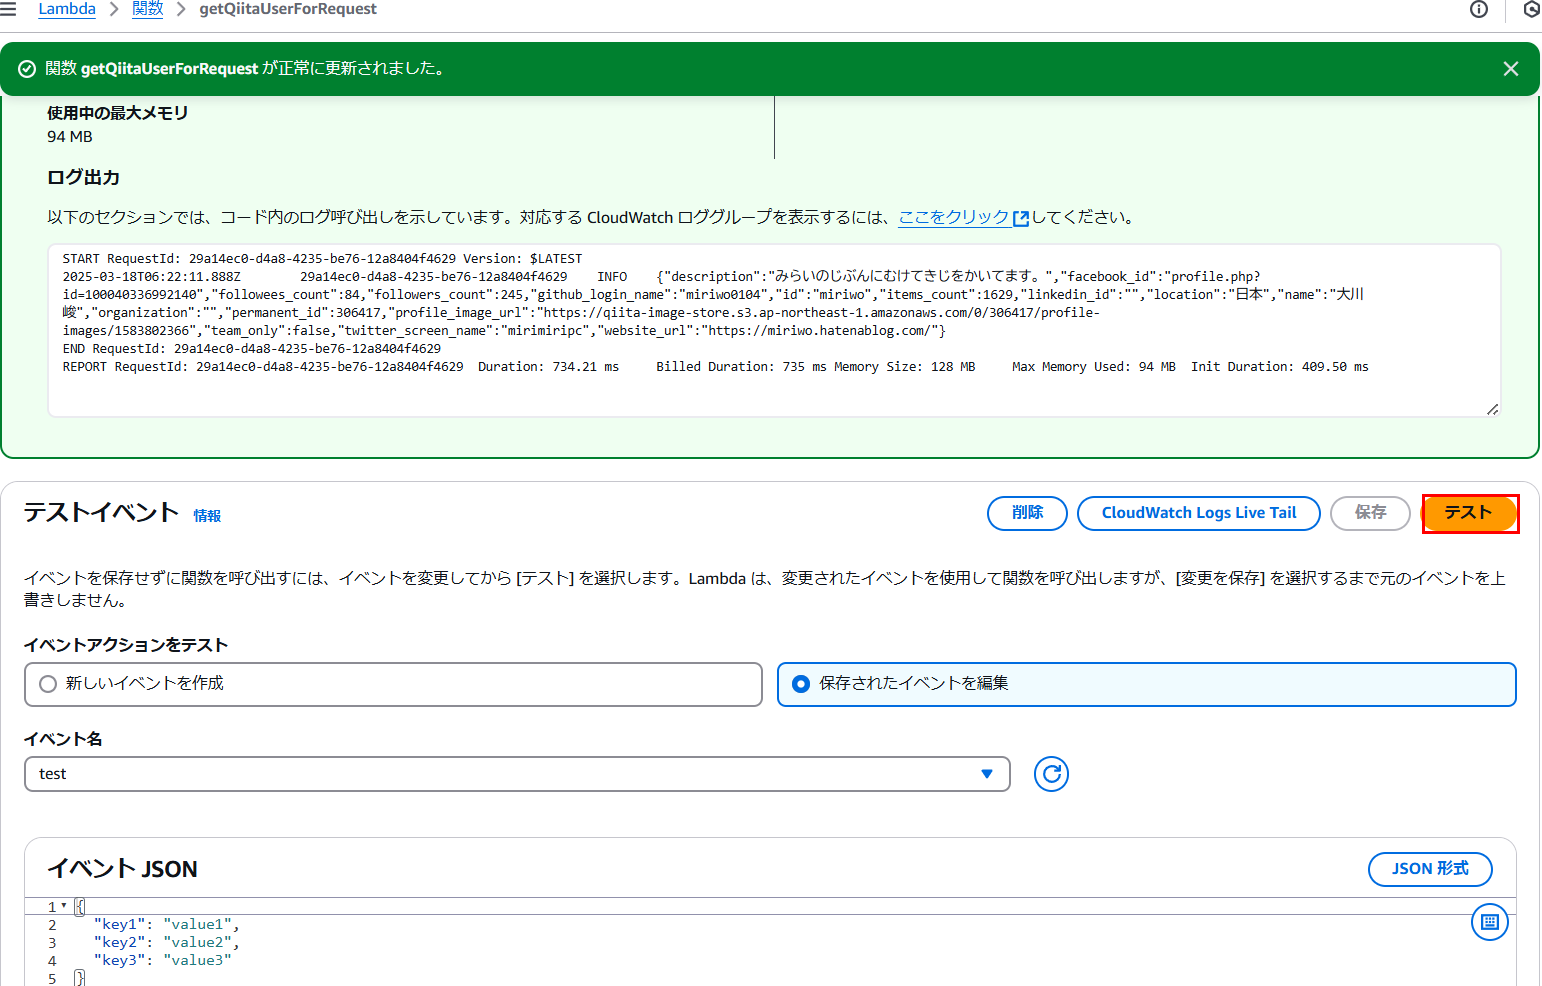 Lambda > 関数 > getQiitaUserForRequest
関数 getQiitaUserForRequest が正常に更新されました。
使用中の最大メモリ
94 MB
ログ出力
以下のセクションでは、コード内のログ呼び出しを示しています。対応する CloudWatch ロググループを表示するには、ここをクリックしてください。
START RequestId: 29a14ec0-d4a8-4235-be76-12a8404f4629 Version: $LATEST
2025-03-18T06:22:11.888Z 29a14ec0-d4a8-4235-be76-12a8404f4629 INFO {"description":"みらいのじぶんにむけてきじをかいてます。","facebook_id":"profile.php?
id=100040336992140","followees_count":84,"followers_count":245,"github_login_name":"miriwo0104","id":"miriwo","items_count":1629,"linkedin_id":"","location":"日本","name":"大川
峻","organization":"","permanent_id":306417,"profile_image_url":"https://qiita-image-store.s3.ap-northeast-1.amazonaws.com/0/306417/profile-
images/1583802366","team_only":false,"twitter_screen_name":"mirimiripc","website_url":"https://miriwo.hatenablog.com/"}
END RequestId: 29a14ec0-d4a8-4235-be76-12a8404f4629
REPORT RequestId: 29a14ec0-d4a8-4235-be76-12a8404f4629 Duration: 734.21 ms Billed Duration: 735 ms Memory Size: 128 MB Max Memory Used: 94 MB Init Duration: 409.50 ms
テストイベント 情報
削除 CloudWatch Logs Live Tail 保存 テスト
イベントを保存せずに関数を呼び出すには、イベントを変更してから [テスト] を選択します。Lambda は、変更されたイベントを使用して関数を呼び出しますが、[変更を保存] を選択するまで元のイベントを上
書きしません。
イベントアクションをテスト
新しいイベントを作成 保存されたイベントを編集
イベント名
test
イベント JSON JSON 形式
1 {
2 "key1": "value1",
3 "key2": "value2",
4 "key3": "value3"
5 }